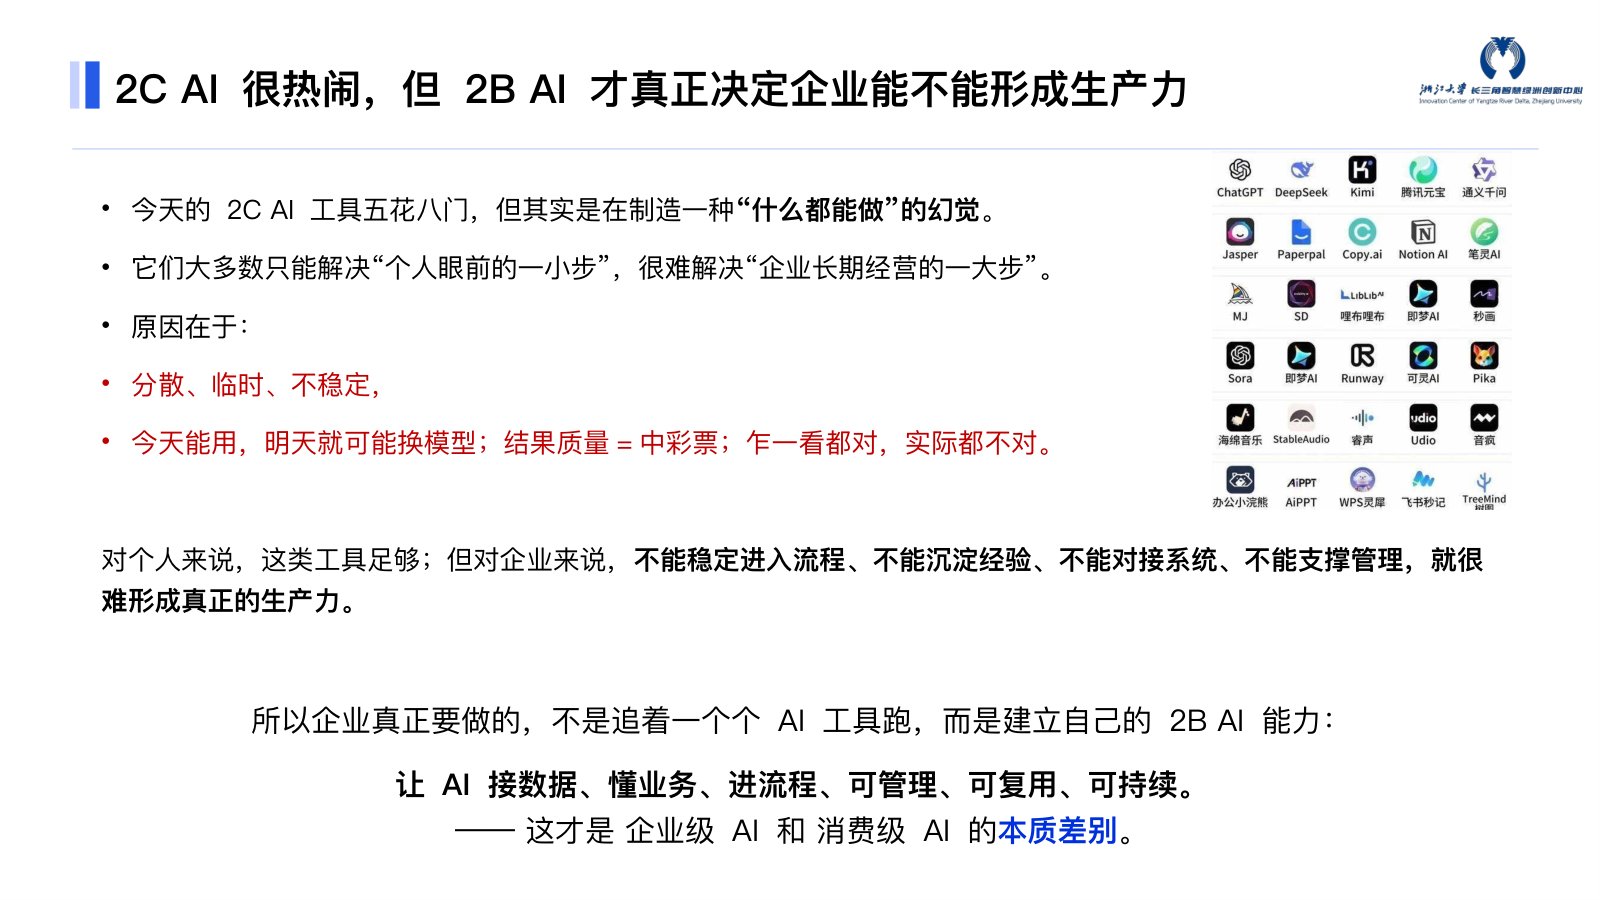 2C AI 很热闹，但 2B AI 才真正决定企业能不能形成生产力
浙江大学 长三角智慧绿洲创新中心
Innovation Center of Yangtze River Delta, Zhejiang University
• 今天的 2C AI 工具五花八门，但其实是在制造一种“什么都能做”的幻觉。
• 它们大多数只能解决“个人眼前的一小步”，很难解决“企业长期经营的一大步”。
• 原因在于：
• 分散、临时、不稳定，
• 今天能用，明天就可能换模型；结果质量 = 中彩票；乍一看都对，实际都不对。
ChatGPT DeepSeek Kimi 腾讯元宝 通义千问
Jasper Paperpal Copy.ai Notion AI 笔灵AI
LibLib AI
MJ SD 哩布哩布 即梦AI 秒画
Sora 即梦AI Runway 可灵AI Pika
udio
海绵音乐 StableAudio 睿声 Udio 音疯
AiPPT
办公小浣熊 AiPPT WPS灵犀 飞书秒记 TreeMind
树图
对个人来说，这类工具足够；但对企业来说，不能稳定进入流程、不能沉淀经验、不能对接系统、不能支撑管理，就很
难形成真正的生产力。
所以企业真正要做的，不是追着一个个 AI 工具跑，而是建立自己的 2B AI 能力：
让 AI 接数据、懂业务、进流程、可管理、可复用、可持续。
—— 这才是 企业级 AI 和 消费级 AI 的本质差别。